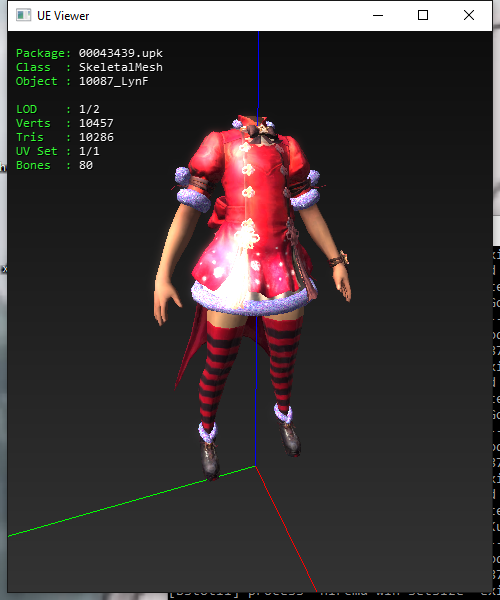 UE Viewer
Package: 00043439.upk
Class : SkeletalMesh
Object : 10087_LynF
LOD : 1/2
Verts : 10457
Tris : 10286
UV Set : 1/1
Bones : 80